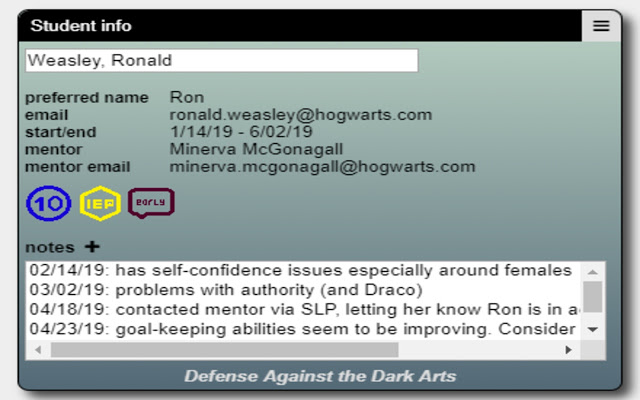 Student info
Weasley, Ronald
preferred name Ron
email ronald.weasley@hogwarts.com
start/end 1/14/19 - 6/02/19
mentor Minerva McGonagall
mentor email minerva.mcgonagall@hogwarts.com
10 IEP early
notes +
02/14/19: has self-confidence issues especially around females
03/02/19: problems with authority (and Draco)
04/18/19: contacted mentor via SLP, letting her know Ron is in
04/23/19: goal-keeping abilities seem to be improving. Consider
Defense Against the Dark Arts